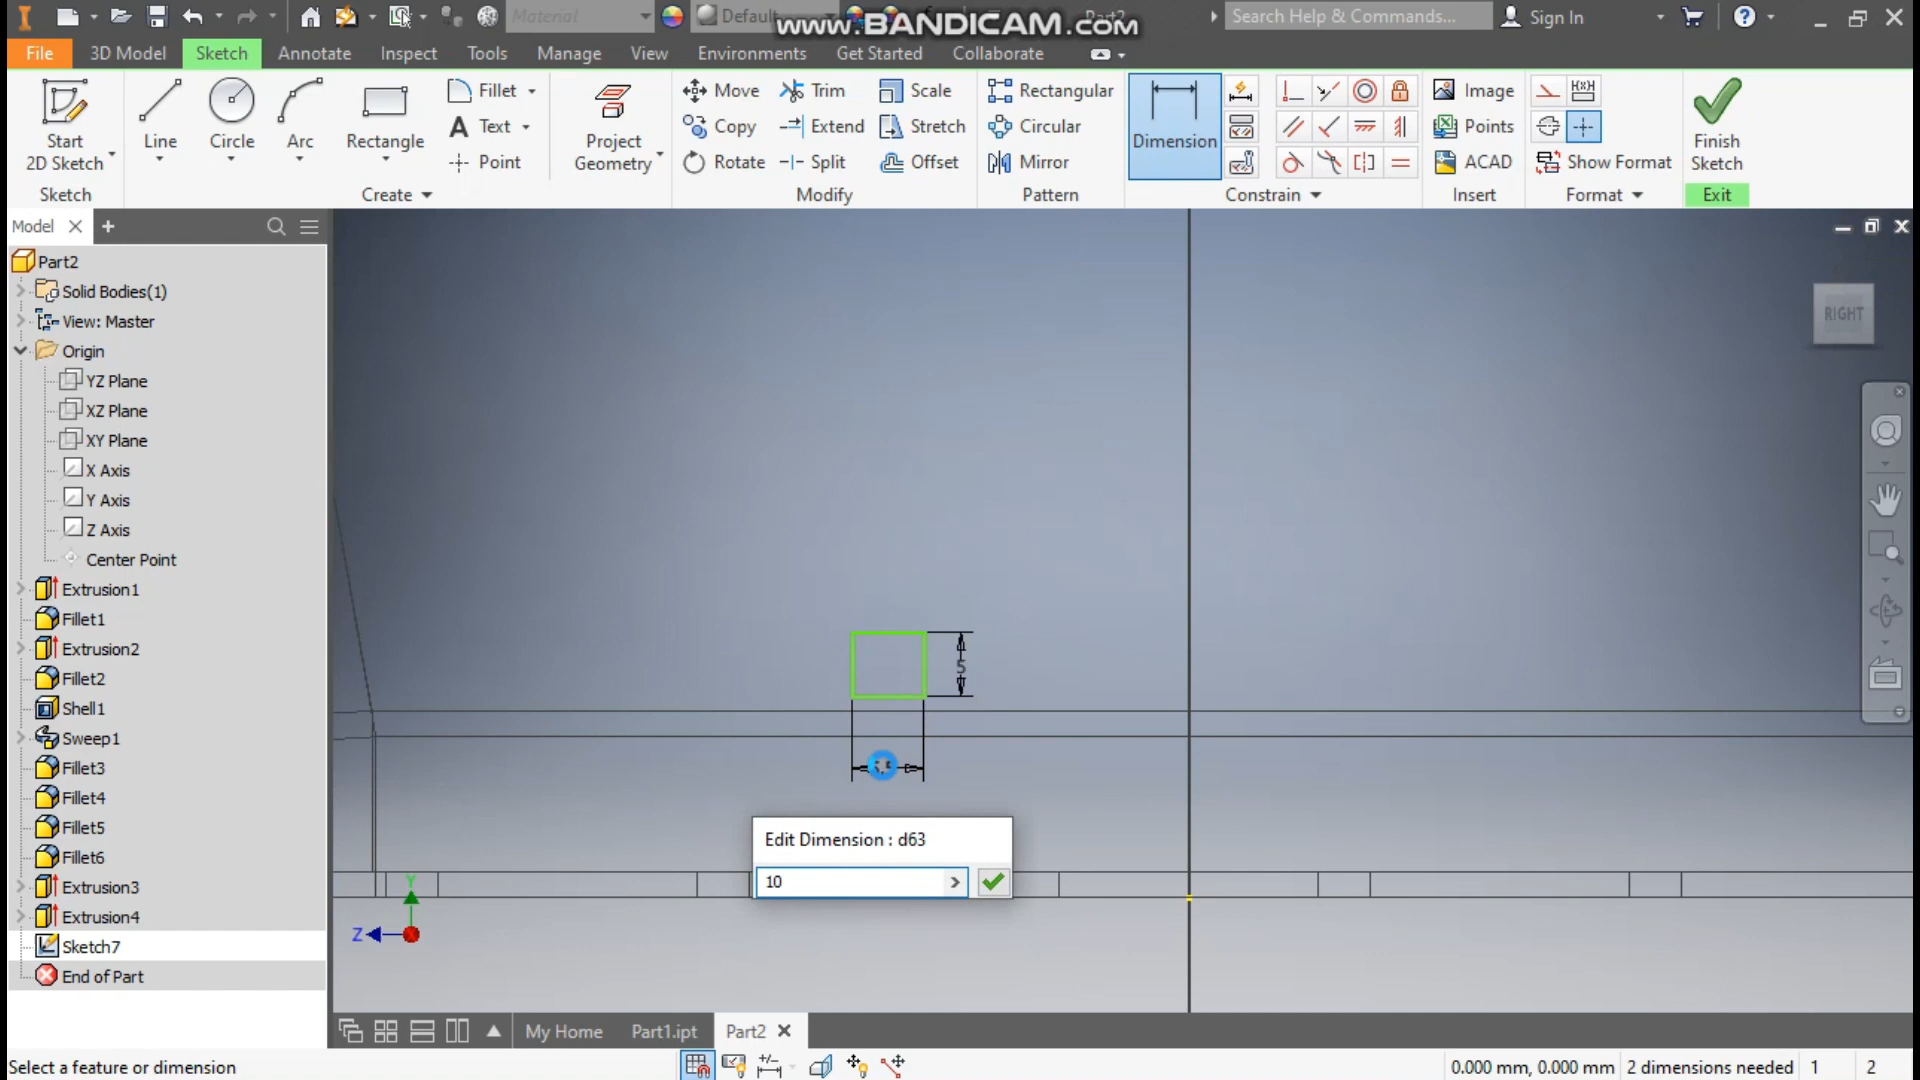 Material
Default
www.BANDICAM.com
Part2
Search Help & Commands...
Sign In
File
3D Model
Sketch
Annotate
Inspect
Tools
Manage
View
Environments
Get Started
Collaborate
Start
2D Sketch
Line
Circle
Arc
Rectangle
Fillet
Text
Point
Project
Geometry
Move
Copy
Rotate
Trim
Extend
Split
Scale
Stretch
Offset
Rectangular
Circular
Mirror
Dimension
Image
Points
ACAD
Show Format
Finish
Sketch
Sketch
Create
Modify
Pattern
Constrain
Insert
Format
Exit
Model
Part2
Solid Bodies(1)
View: Master
Origin
YZ Plane
XZ Plane
XY Plane
X Axis
Y Axis
Z Axis
Center Point
Extrusion1
Fillet1
Extrusion2
Fillet2
Shell1
Sweep1
Fillet3
Fillet4
Fillet5
Fillet6
Extrusion3
Extrusion4
Sketch7
End of Part
RIGHT
5
Edit Dimension : d63
10
Y
Z
My Home
Part1.ipt
Part2
Select a feature or dimension
0.000 mm, 0.000 mm
2 dimensions needed
1
2